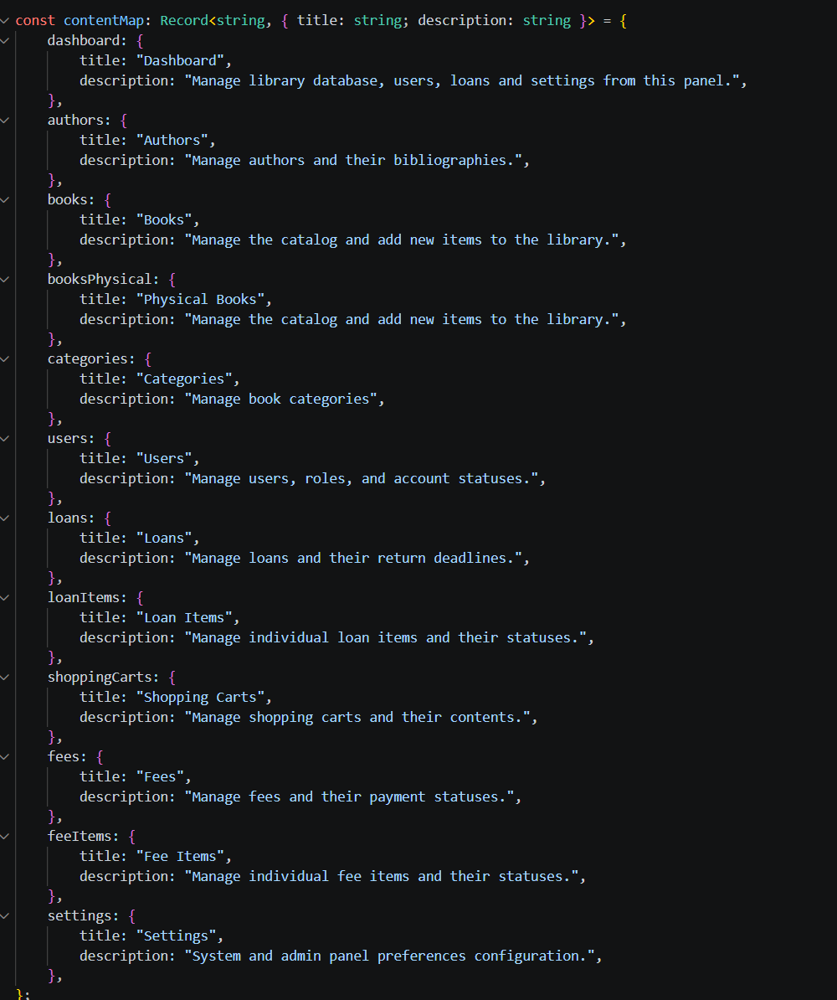 const contentMap: Record<string, { title: string; description: string }> = {
    dashboard: {
        title: "Dashboard",
        description: "Manage library database, users, loans and settings from this panel.",
    },
    authors: {
        title: "Authors",
        description: "Manage authors and their bibliographies.",
    },
    books: {
        title: "Books",
        description: "Manage the catalog and add new items to the library.",
    },
    booksPhysical: {
        title: "Physical Books",
        description: "Manage the catalog and add new items to the library.",
    },
    categories: {
        title: "Categories",
        description: "Manage book categories",
    },
    users: {
        title: "Users",
        description: "Manage users, roles, and account statuses.",
    },
    loans: {
        title: "Loans",
        description: "Manage loans and their return deadlines.",
    },
    loanItems: {
        title: "Loan Items",
        description: "Manage individual loan items and their statuses.",
    },
    shoppingCarts: {
        title: "Shopping Carts",
        description: "Manage shopping carts and their contents.",
    },
    fees: {
        title: "Fees",
        description: "Manage fees and their payment statuses.",
    },
    feeItems: {
        title: "Fee Items",
        description: "Manage individual fee items and their statuses.",
    },
    settings: {
        title: "Settings",
        description: "System and admin panel preferences configuration.",
    },
};